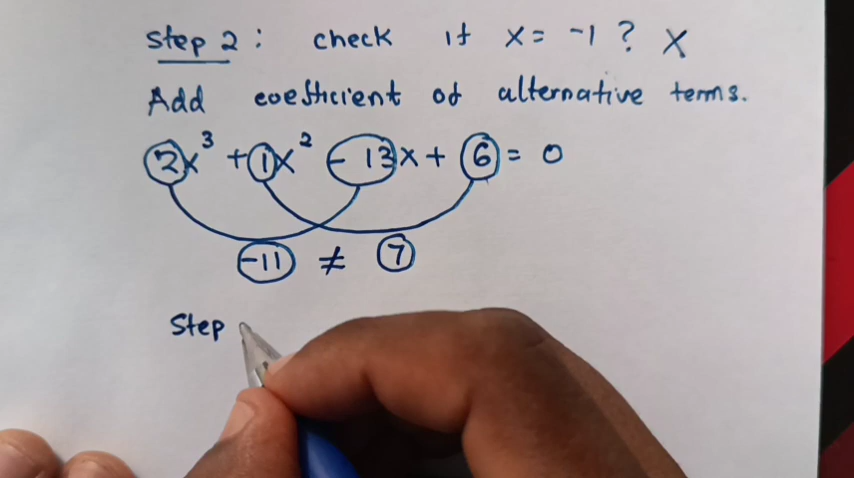 Step 2 : check if x = -1 ? X
Add coefficient of alternative terms.
2x³ + 1x² - 13x + 6 = 0
-11 ≠ 7
Step